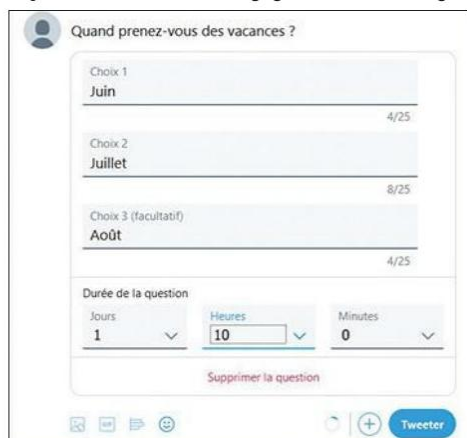 Quand prenez-vous des vacances ?
Choix 1
Juin
4/25
Choix 2
Juillet
8/25
Choix 3 (facultatif)
Août
4/25
Durée de la question
Jours Heures Minutes
1 10 0
Supprimer la question
GIF
Tweeter